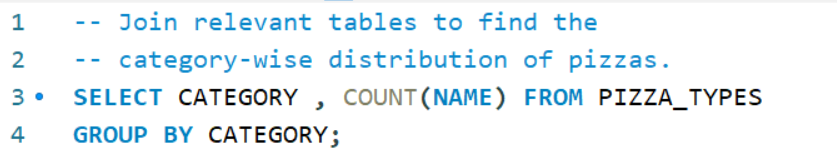 1 -- Join relevant tables to find the
2 -- category-wise distribution of pizzas.
3 • SELECT CATEGORY , COUNT(NAME) FROM PIZZA_TYPES
4 GROUP BY CATEGORY;